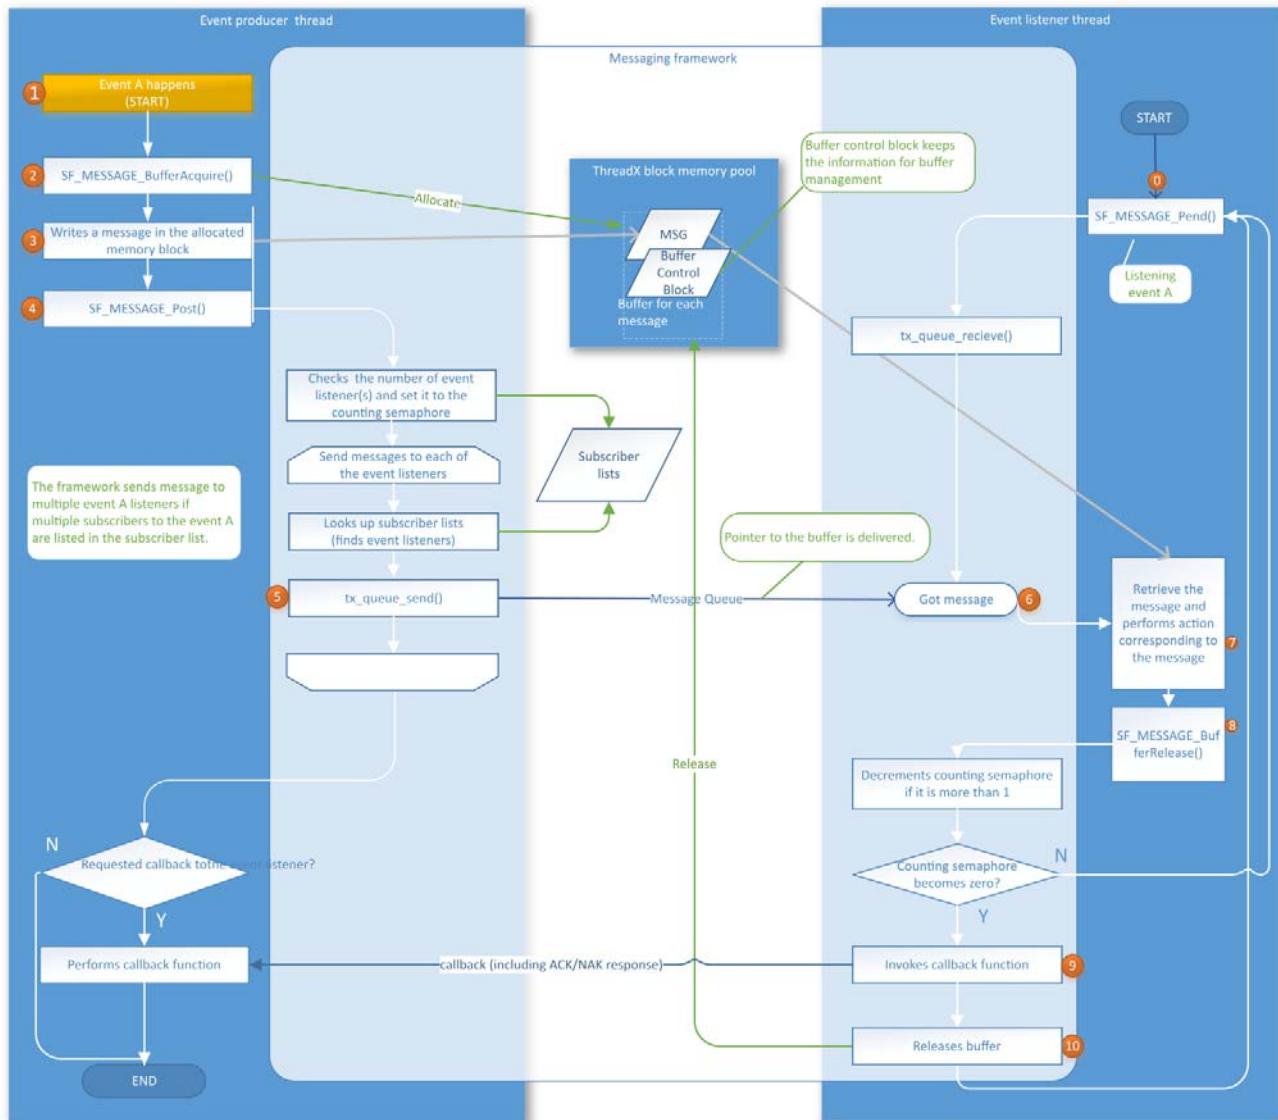 Event producer thread
Event listener thread
Messaging framework
1
Event A happens
(START)
START
0
2
SF_MESSAGE_BufferAcquire()
Allocate
ThreadX block memory pool
Buffer control block keeps
the information for buffer
management
SF_MESSAGE_Pend()
3
Writes a message in the allocated
memory block
MSG
Buffer
Control
Block
Buffer for each
message
Listening
event A
4
SF_MESSAGE_Post()
tx_queue_recieve()
Checks the number of event
listener(s) and set it to the
counting semaphore
Send messages to each of
the event listeners
Subscriber
lists
The framework sends message to
multiple event A listeners if
multiple subscribers to the event A
are listed in the subscriber list.
Looks up subscriber lists
(finds event listeners)
Pointer to the buffer is delivered.
5
tx_queue_send()
Message Queue
Got message
6
Retrieve the
message and
performs action
corresponding to
the message
7
SF_MESSAGE_Buf
ferRelease()
8
Release
Decrements counting semaphore
if it is more than 1
N
Requested callback tothe event listener?
Y
Counting semaphore
becomes zero?
N
Y
Performs callback function
callback (including ACK/NAK response)
Invokes callback function
9
Releases buffer
10
END